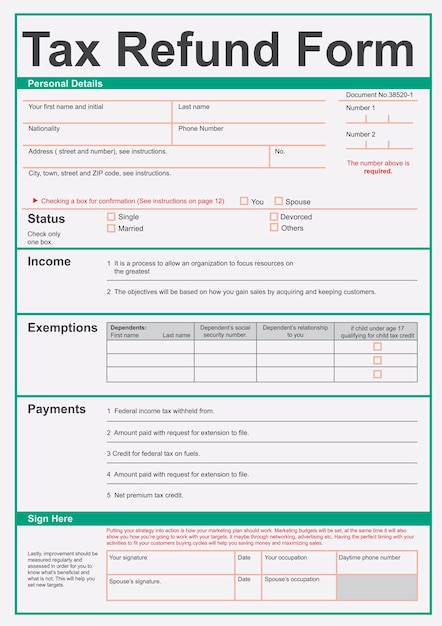 Tax Refund Form
Personal Details
Document No.38520-1
Your first name and initial
Last name
Number 1
Nationality
Phone Number
Number 2
Address ( street and number), see instructions.
No.
The number above is
required.
City, town, street and ZIP code, see instructions.
Checking a box for confirmation (See instructions on page 12)
You
Spouse
Status
Check only
one box.
Single
Married
Devorced
Others
Income
1 It is a process to allow an organization to focus resources on
the greatest
2 The objectives will be based on how you gain sales by acquiring and keeping customers.
Exemptions
Dependents:
First name Last name
Dependent's social
security number.
Dependent's relationship
to you
if child under age 17
qualifying for child tax credit
Payments
1 Federal income tax withheld from.
2 Amount paid with request for extension to file.
3 Credit for federal tax on fuels.
4 Amount paid with request for extension to file.
5 Net premium tax credit.
Sign Here
Putting your strategy into action is how your marketing plan should work. Marketing budgets will be set, at the same time it will also
show you how you're going to work with your targets, it maybe through networking, advertising etc. Having the perfect timing with your
activities to fit your customers buying cycles will help you saving money and maximizing sales.
Lastly, improvement should be
measured regularly and
assessed in order for you to
know what's beneficial and
what is not. This will help you
set new targets.
Your signature
Date
Your occupation
Daytime phone number
Spouse's signature.
Date
Spouse's occupation